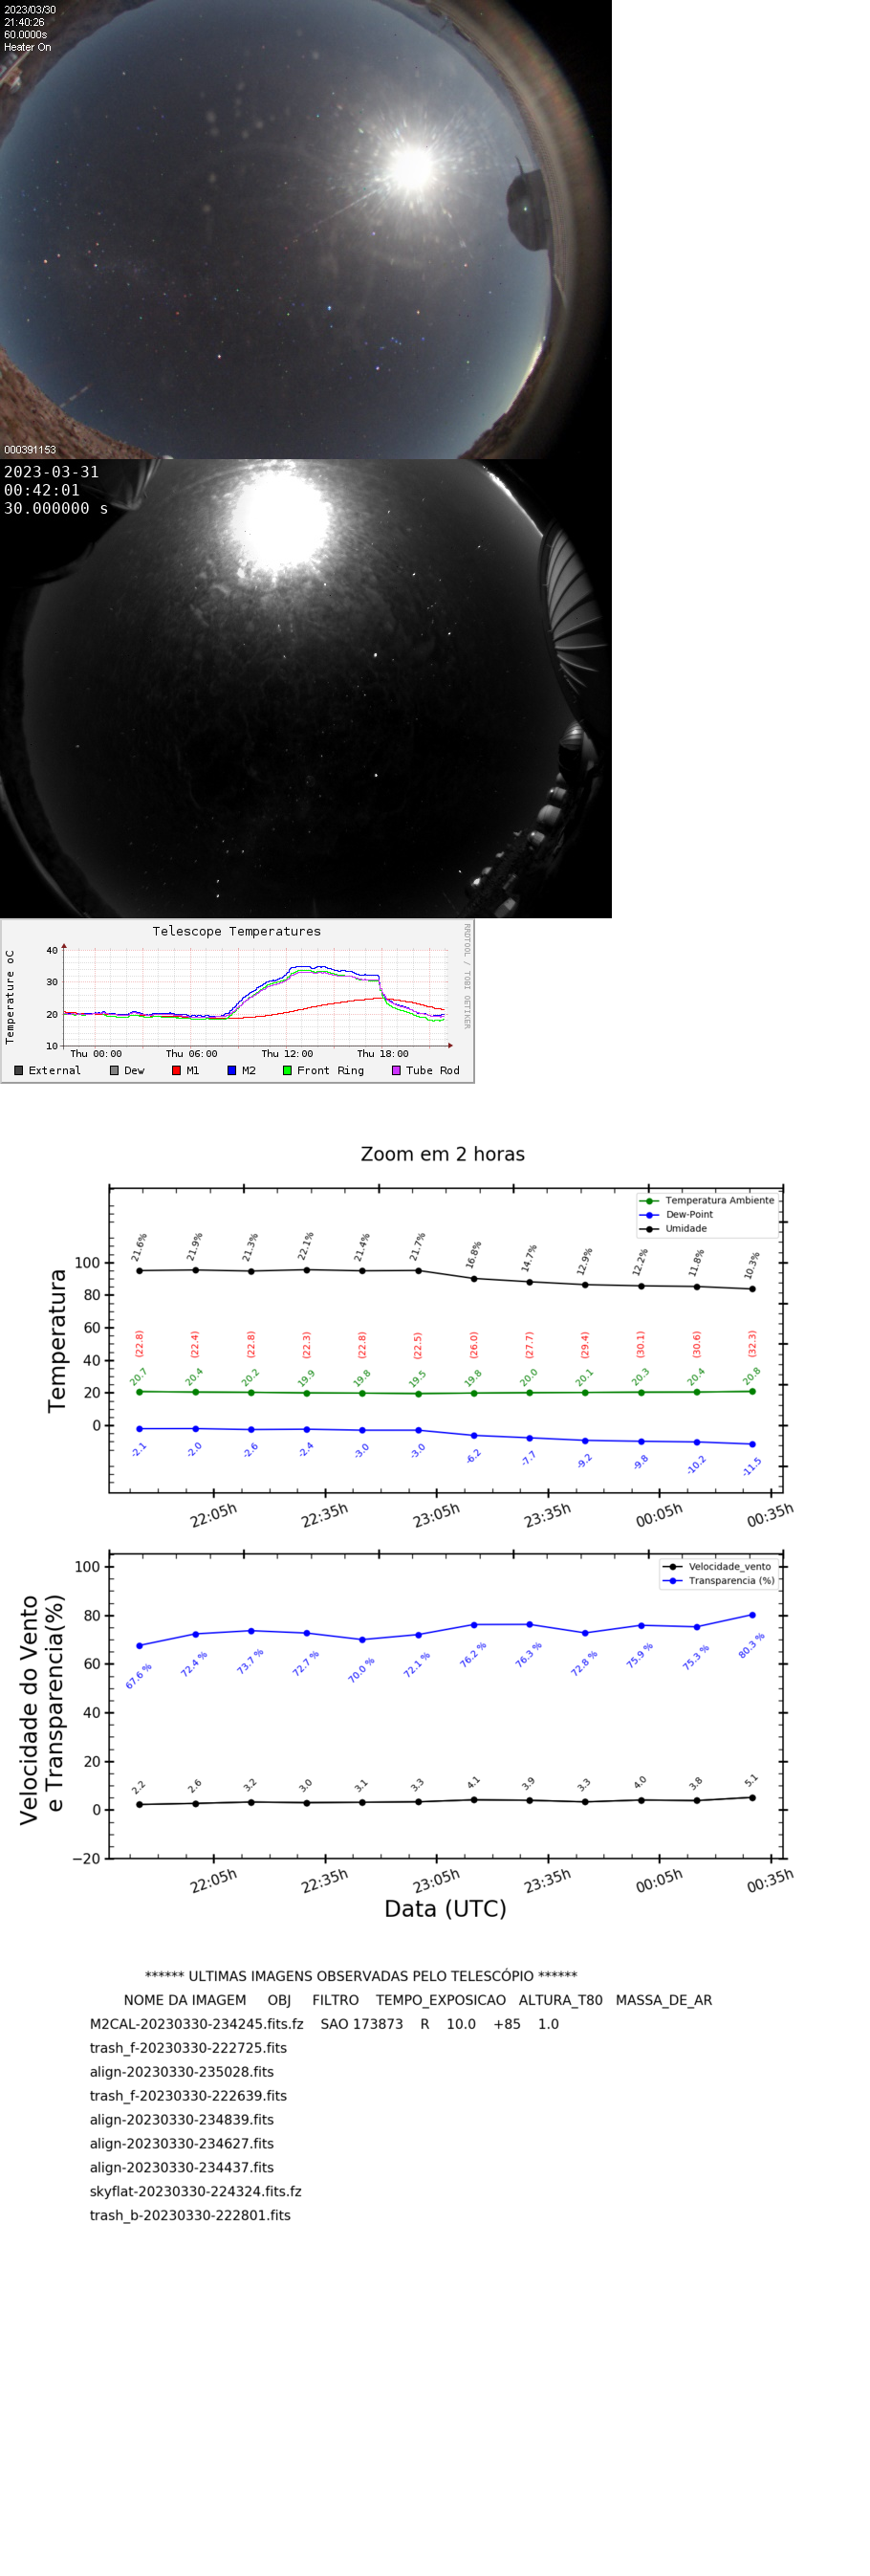 2023/03/30
21:40:26
60.0000s
Heater On
000391153
2023-03-31
00:42:01
30.000000 s
Telescope Temperatures
Temperature oC
40
30
20
10
Thu 00:00 Thu 06:00 Thu 12:00 Thu 18:00
External Dew M1 M2 Front Ring Tube Rod
RRDTOOL / TOBI OETIKER
Zoom em 2 horas
Temperatura
Temperatura Ambiente
Dew-Point
Umidade
100
80
60
40
20
0
21.6% 21.9% 21.3% 22.1% 21.4% 21.7% 16.8% 14.7% 12.9% 12.2% 11.8% 10.3%
(22.8) (22.4) (22.8) (22.3) (22.8) (22.5) (26.0) (27.7) (29.4) (30.1) (30.6) (32.3)
20.7 20.4 20.2 19.9 19.8 19.5 19.8 20.0 20.1 20.3 20.4 20.8
-2.1 -2.0 -2.6 -2.4 -3.0 -3.0 -6.2 -7.7 -9.2 -9.8 -10.2 -11.5
22:05h 22:35h 23:05h 23:35h 00:05h 00:35h
Velocidade do Vento
e Transparencia(%)
Velocidade_vento
Transparencia (%)
100
80
60
40
20
0
−20
67.6 % 72.4 % 73.7 % 72.7 % 70.0 % 72.1 % 76.2 % 76.3 % 72.8 % 75.9 % 75.3 % 80.3 %
2.2 2.6 3.2 3.0 3.1 3.3 4.1 3.9 3.3 4.0 3.8 5.1
22:05h 22:35h 23:05h 23:35h 00:05h 00:35h
Data (UTC)
****** ULTIMAS IMAGENS OBSERVADAS PELO TELESCÓPIO ******
NOME DA IMAGEM OBJ FILTRO TEMPO_EXPOSICAO ALTURA_T80 MASSA_DE_AR
M2CAL-20230330-234245.fits.fz SAO 173873 R 10.0 +85 1.0
trash_f-20230330-222725.fits
align-20230330-235028.fits
trash_f-20230330-222639.fits
align-20230330-234839.fits
align-20230330-234627.fits
align-20230330-234437.fits
skyflat-20230330-224324.fits.fz
trash_b-20230330-222801.fits